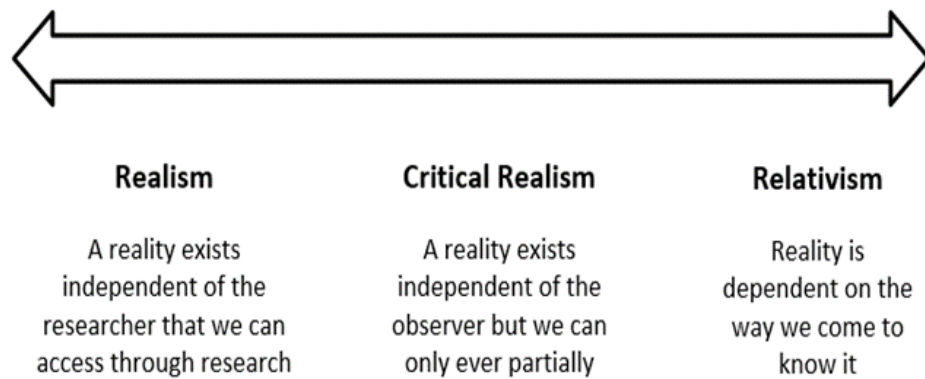 Realism
A reality exists
independent of the
researcher that we can
access through research
Critical Realism
A reality exists
independent of the
observer but we can
only ever partially
Relativism
Reality is
dependent on the
way we come to
know it